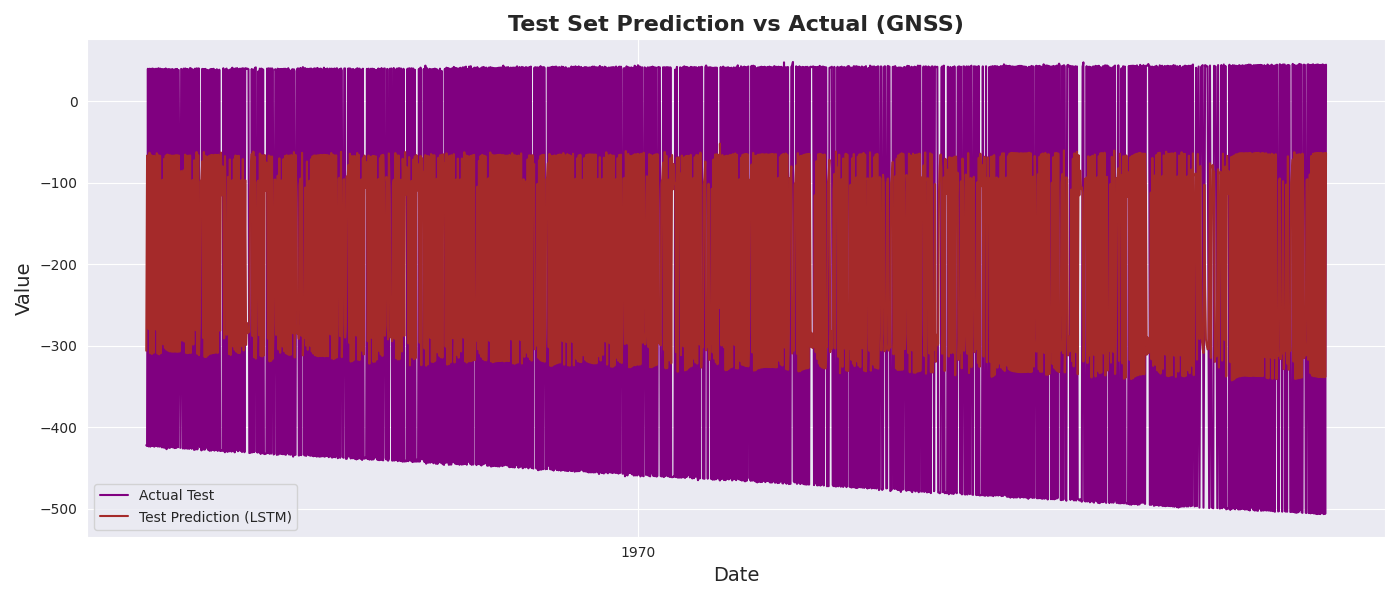 Test Set Prediction vs Actual (GNSS)
Value
0
−100
−200
−300
−400
−500
Actual Test
Test Prediction (LSTM)
1970
Date